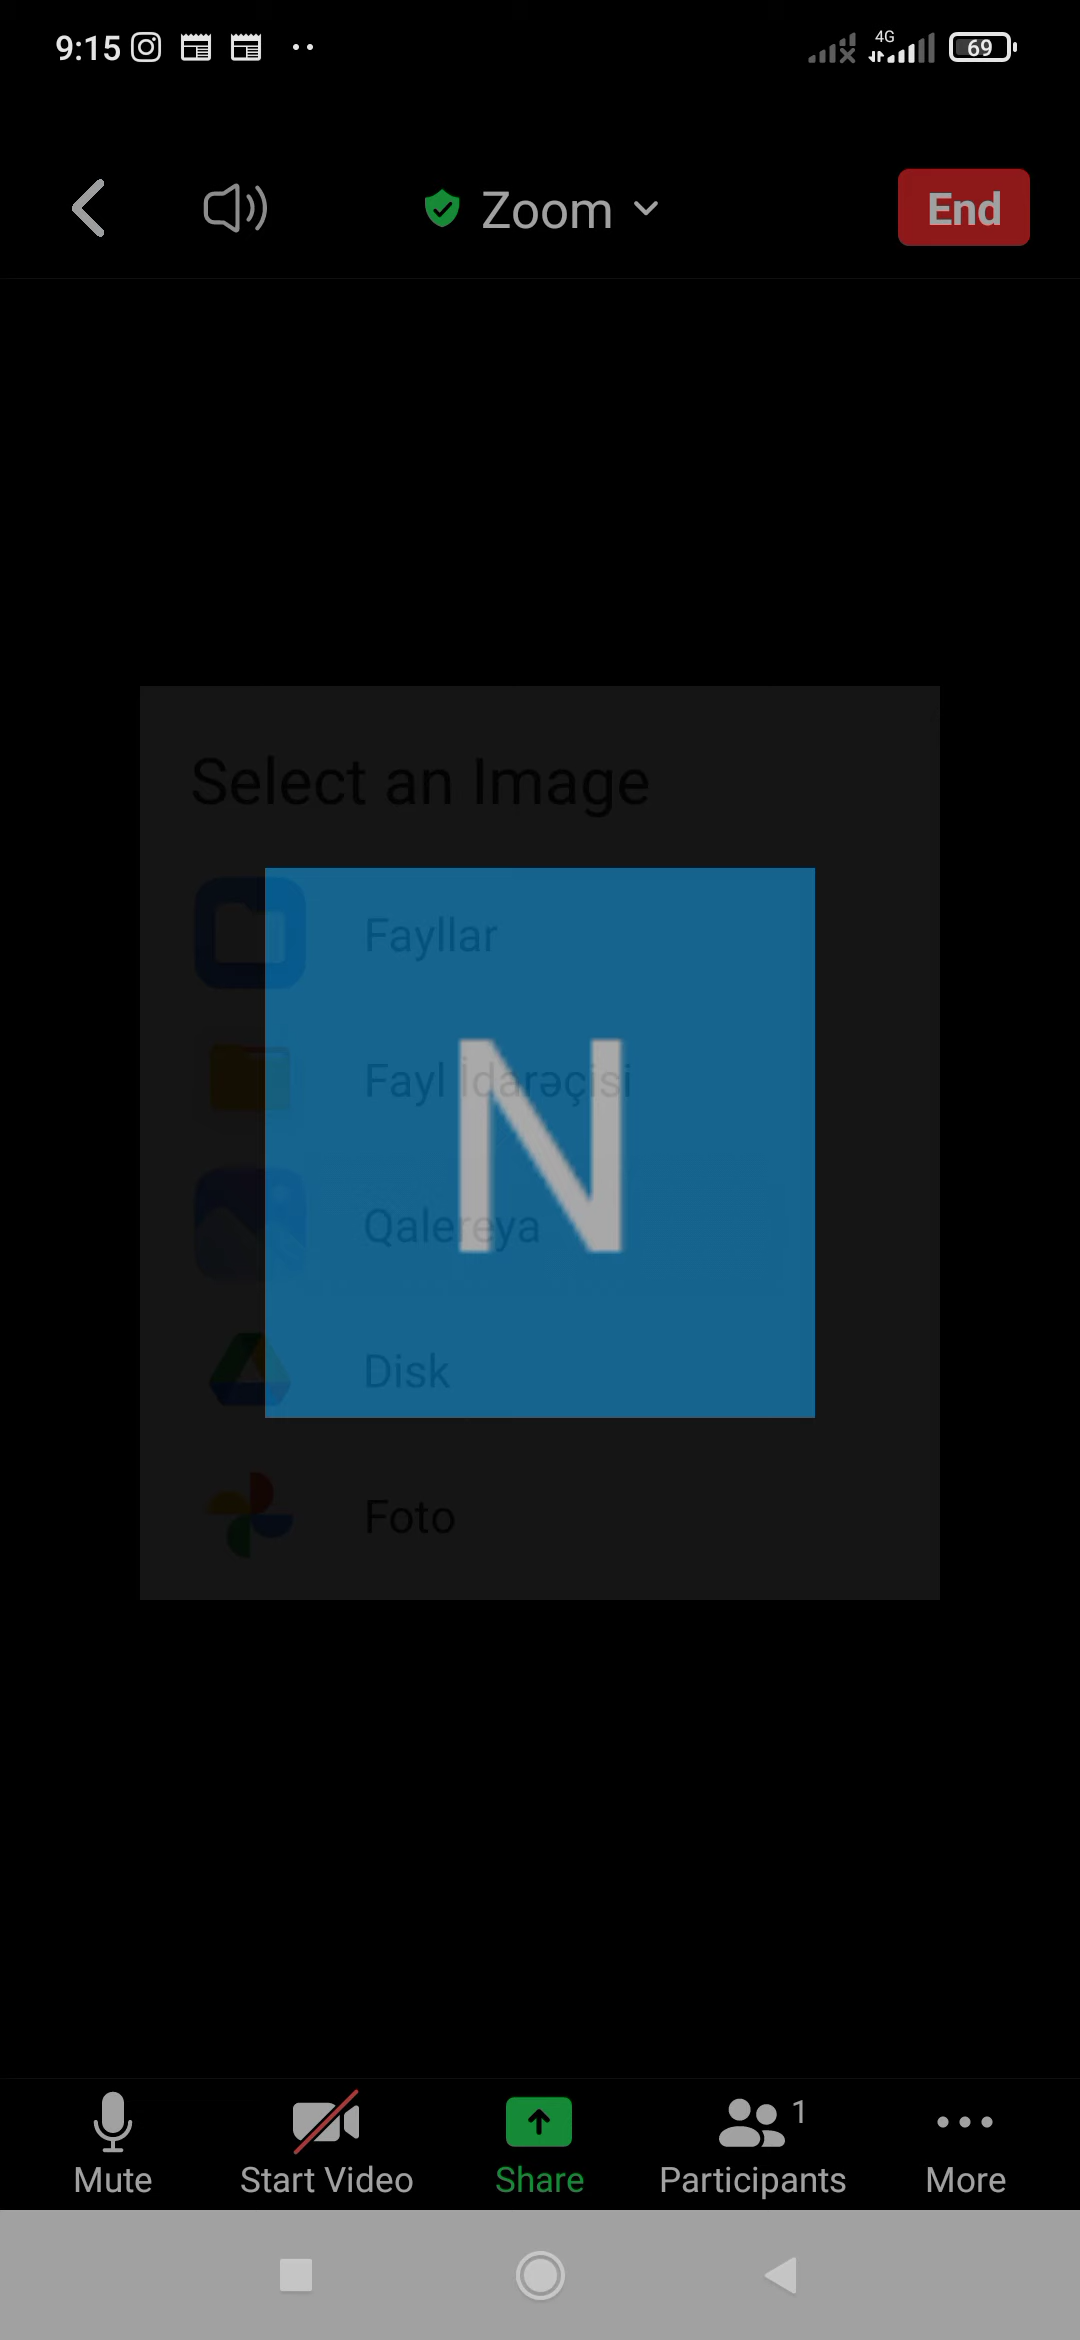 9:15
4G
69
Zoom
End
Select an Image
Fayllar
Fayl İdarəçisi
N
Qalereya
Disk
Foto
1
Mute Start Video Share Participants More